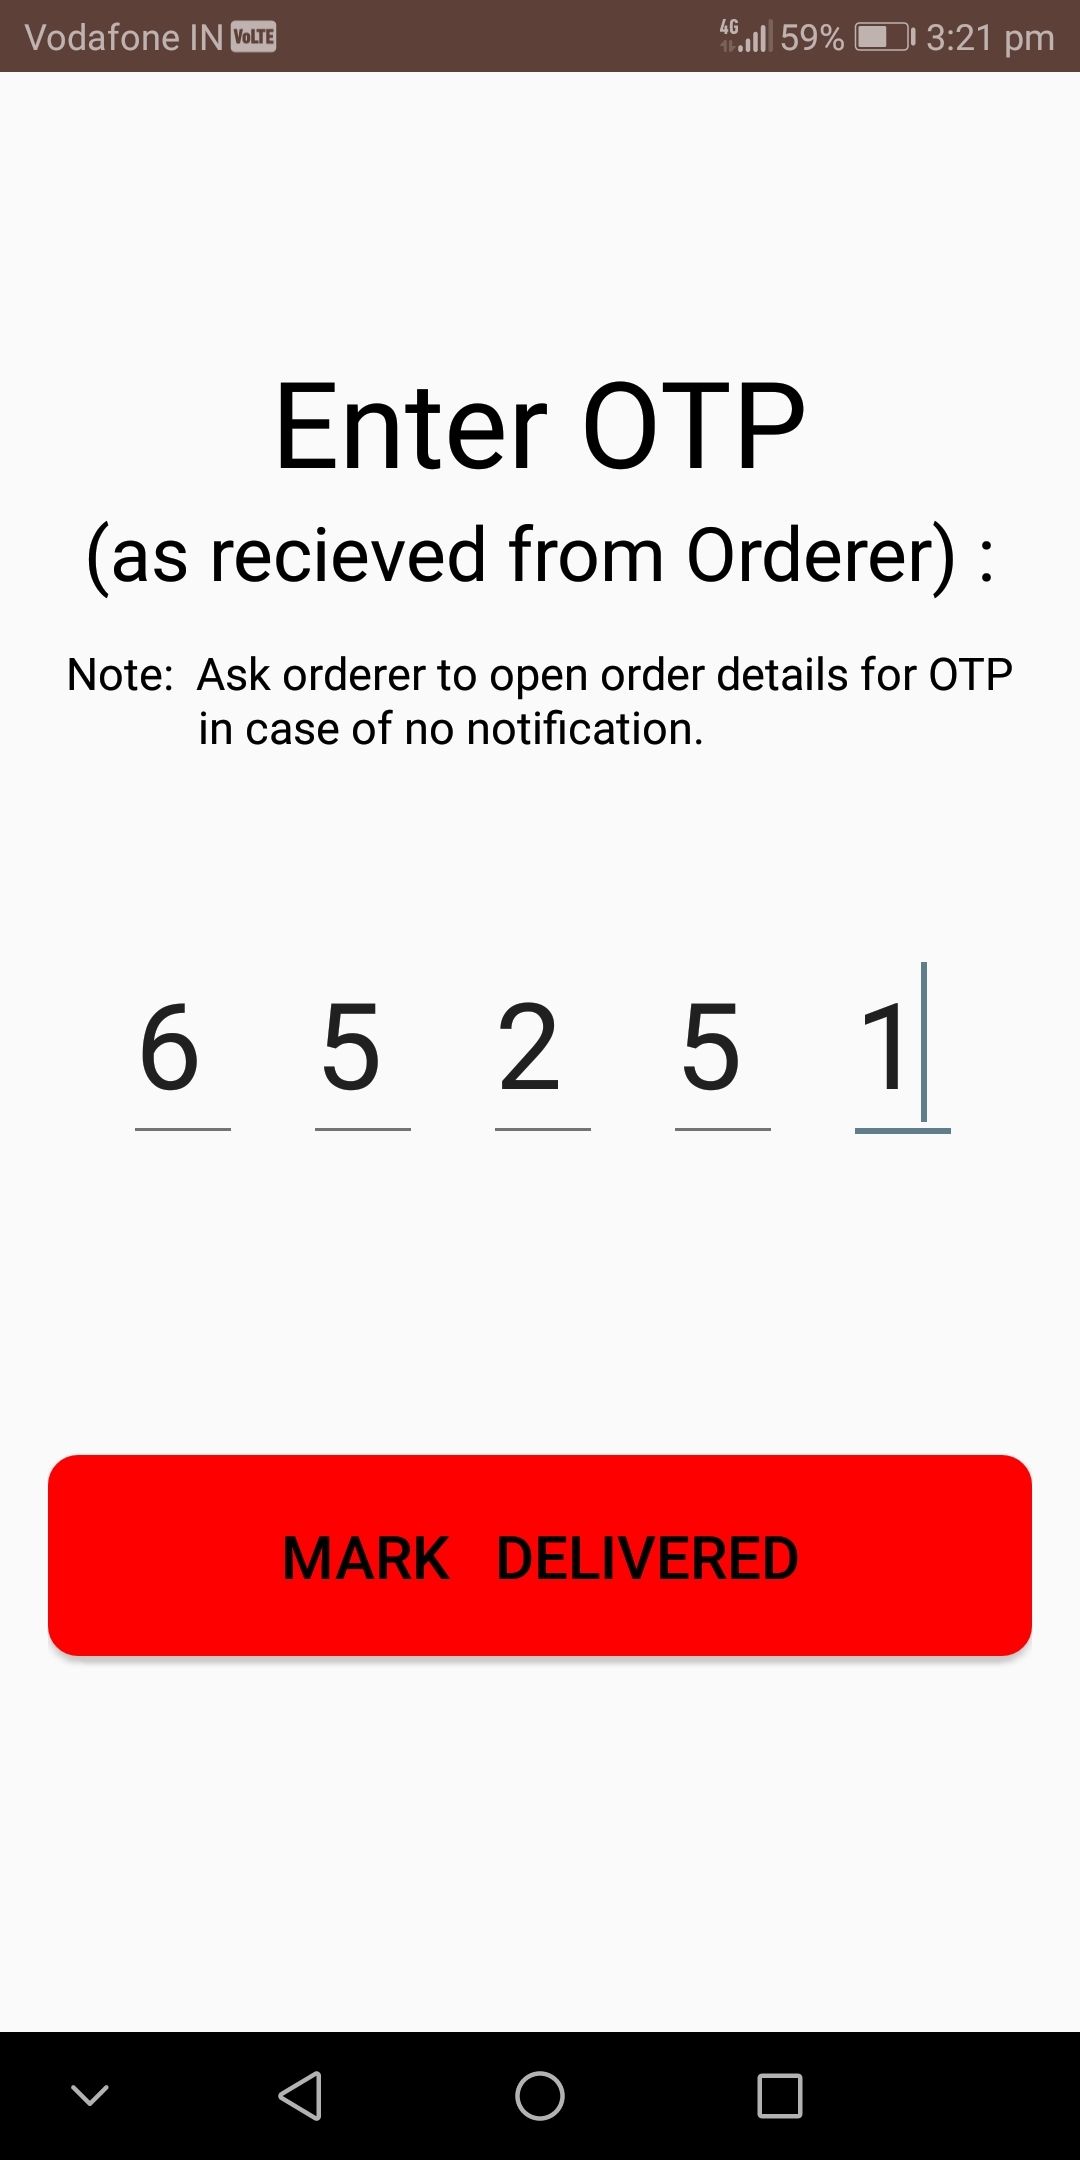 Vodafone IN VoLTE 4G 59% 3:21 pm
Enter OTP
(as recieved from Orderer) :
Note: Ask orderer to open order details for OTP
in case of no notification.
6 5 2 5 1
MARK DELIVERED